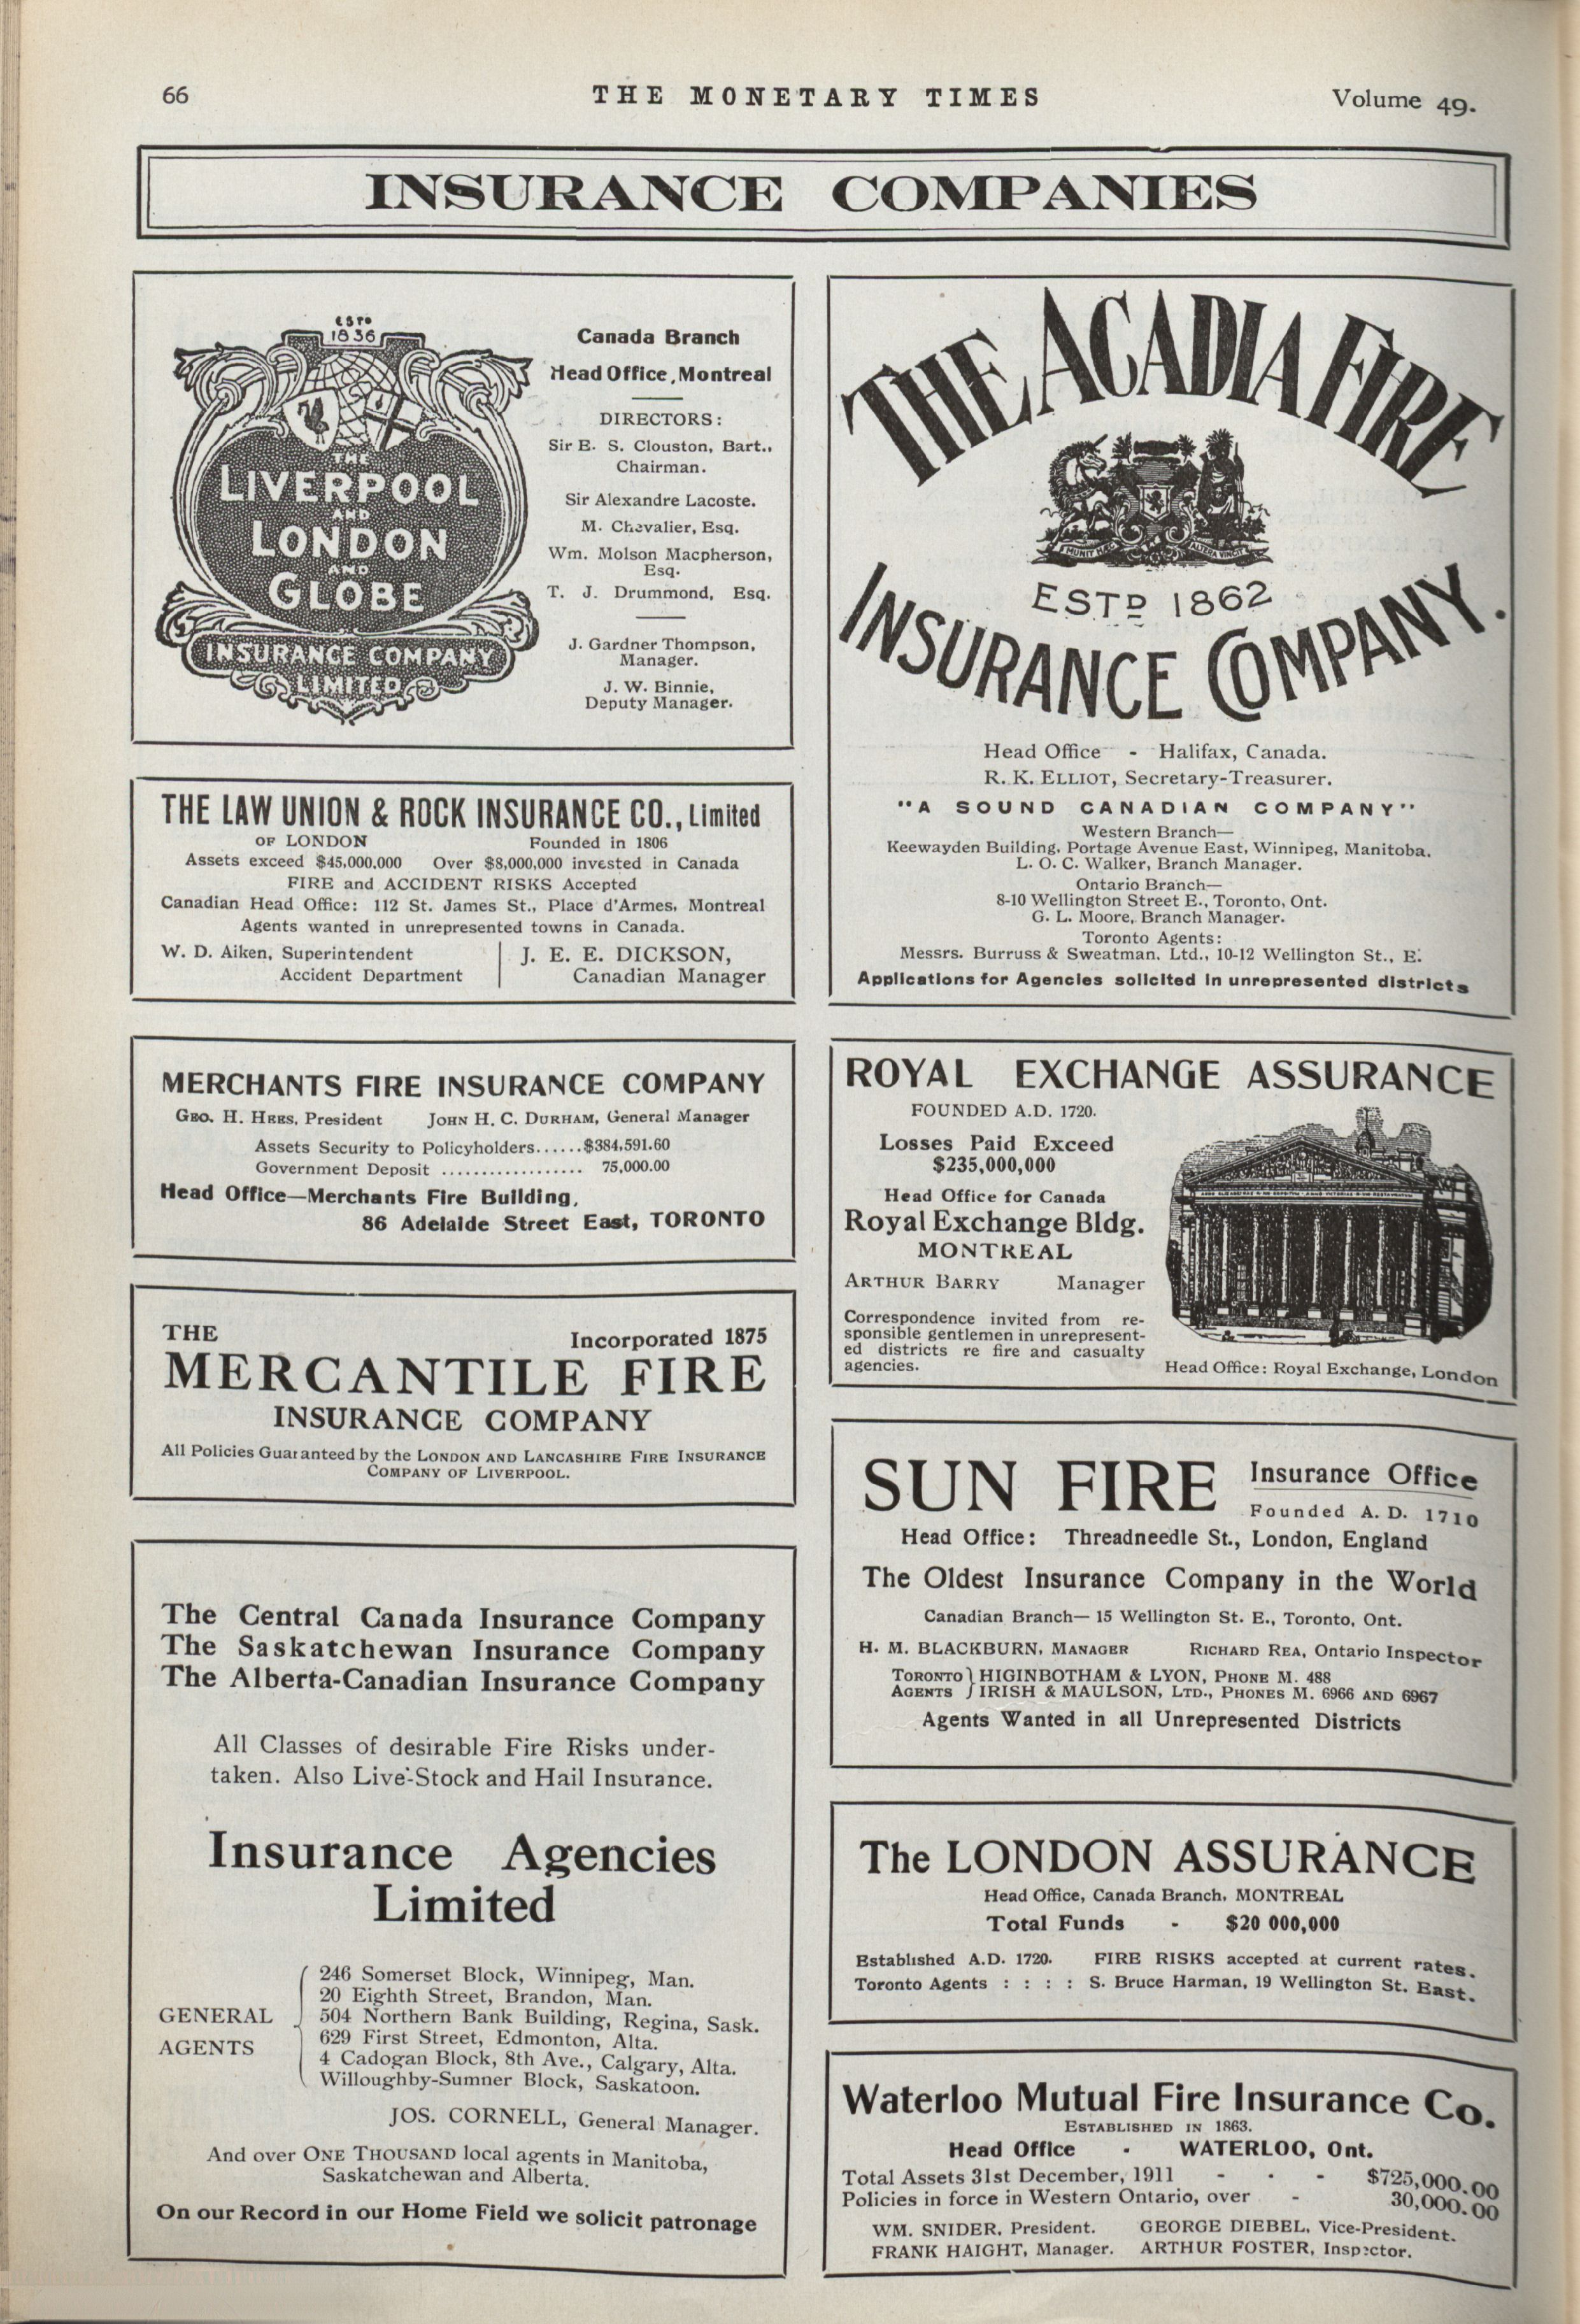 66
THE MONETARY TIMES
Volume 49.
INSURANCE COMPANIES
ESTD
1836
THE
LIVERPOOL
AND
LONDON
AND
GLOBE
INSURANCE COMPANY
LIMITED
Canada Branch
Head Office, Montreal
DIRECTORS:
Sir E. S. Clouston, Bart.,
Chairman.
Sir Alexandre Lacoste.
M. Chevalier, Esq.
Wm. Molson Macpherson,
Esq.
T. J. Drummond, Esq.
J. Gardner Thompson,
Manager.
J. W. Binnie,
Deputy Manager.
THE LAW UNION & ROCK INSURANCE CO., Limited
OF LONDON Founded in 1806
Assets exceed $45,000,000 Over $8,000,000 invested in Canada
FIRE and ACCIDENT RISKS Accepted
Canadian Head Office: 112 St. James St., Place d'Armes, Montreal
Agents wanted in unrepresented towns in Canada.
W. D. Aiken, Superintendent
Accident Department
J. E. E. DICKSON,
Canadian Manager
MERCHANTS FIRE INSURANCE COMPANY
GEO. H. HEES, President JOHN H. C. DURHAM, General Manager
Assets Security to Policyholders......$384,591.60
Government Deposit .................. 75,000.00
Head Office—Merchants Fire Building,
86 Adelaide Street East, TORONTO
THE Incorporated 1875
MERCANTILE FIRE
INSURANCE COMPANY
All Policies Guaranteed by the LONDON AND LANCASHIRE FIRE INSURANCE
COMPANY OF LIVERPOOL.
The Central Canada Insurance Company
The Saskatchewan Insurance Company
The Alberta-Canadian Insurance Company
All Classes of desirable Fire Risks under-
taken. Also Live-Stock and Hail Insurance.
Insurance Agencies
Limited
GENERAL
AGENTS
246 Somerset Block, Winnipeg, Man.
20 Eighth Street, Brandon, Man.
504 Northern Bank Building, Regina, Sask.
629 First Street, Edmonton, Alta.
4 Cadogan Block, 8th Ave., Calgary, Alta.
Willoughby-Sumner Block, Saskatoon.
JOS. CORNELL, General Manager.
And over ONE THOUSAND local agents in Manitoba,
Saskatchewan and Alberta.
On our Record in our Home Field we solicit patronage
THE ACADIA FIRE
MUNIT HÆC ALTERA VINCIT
ESTD 1862
INSURANCE COMPANY.
Head Office - Halifax, Canada.
R. K. ELLIOT, Secretary-Treasurer.
"A SOUND CANADIAN COMPANY"
Western Branch—
Keewayden Building, Portage Avenue East, Winnipeg, Manitoba.
L. O. C. Walker, Branch Manager.
Ontario Branch—
8-10 Wellington Street E., Toronto, Ont.
G. L. Moore, Branch Manager.
Toronto Agents:
Messrs. Burruss & Sweatman, Ltd., 10-12 Wellington St., E.
Applications for Agencies solicited in unrepresented districts
ROYAL EXCHANGE ASSURANCE
FOUNDED A.D. 1720.
Losses Paid Exceed
$235,000,000
Head Office for Canada
Royal Exchange Bldg.
MONTREAL
ARTHUR BARRY Manager
Correspondence invited from re-
sponsible gentlemen in unrepresent-
ed districts re fire and casualty
agencies.
Head Office: Royal Exchange, London
SUN FIRE Insurance Office
Founded A. D. 1710
Head Office: Threadneedle St., London, England
The Oldest Insurance Company in the World
Canadian Branch— 15 Wellington St. E., Toronto, Ont.
H. M. BLACKBURN, MANAGER RICHARD REA, Ontario Inspector
TORONTO } HIGINBOTHAM & LYON, PHONE M. 488
AGENTS } IRISH & MAULSON, LTD., PHONES M. 6966 AND 6967
Agents Wanted in all Unrepresented Districts
The LONDON ASSURANCE
Head Office, Canada Branch, MONTREAL
Total Funds - $20 000,000
Established A.D. 1720. FIRE RISKS accepted at current rates.
Toronto Agents : : : : S. Bruce Harman, 19 Wellington St. East.
Waterloo Mutual Fire Insurance Co.
ESTABLISHED IN 1863.
Head Office - WATERLOO, Ont.
Total Assets 31st December, 1911 - - - $725,000.00
Policies in force in Western Ontario, over - 30,000.00
WM. SNIDER, President. GEORGE DIEBEL, Vice-President.
FRANK HAIGHT, Manager. ARTHUR FOSTER, Inspector.